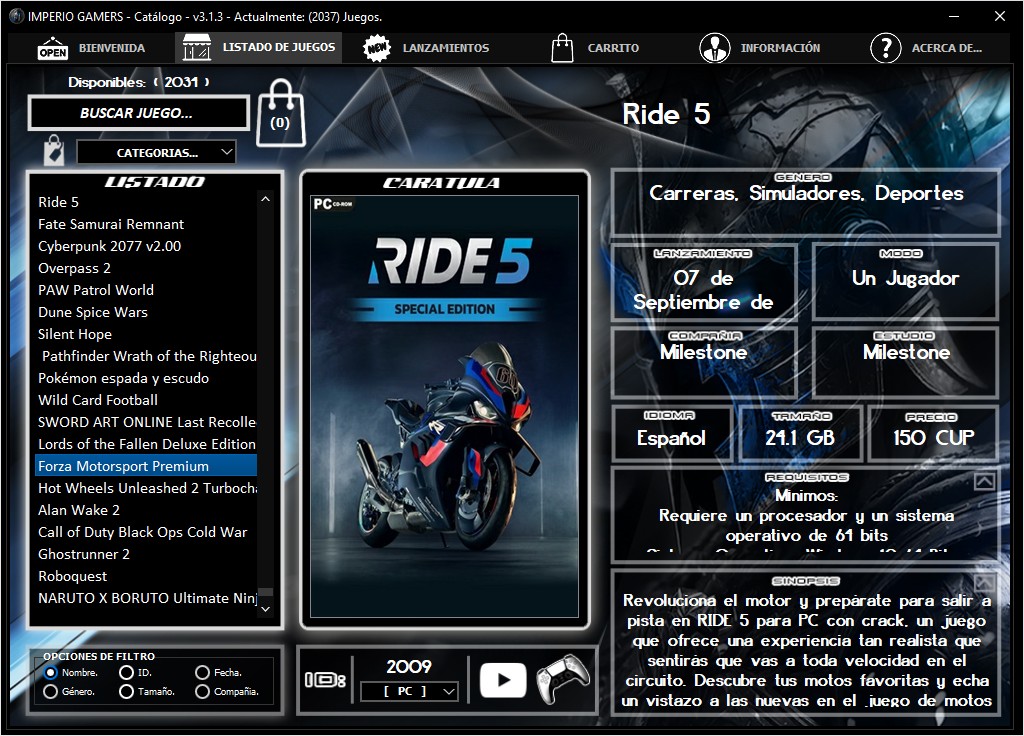 IMPERIO GAMERS - Catálogo - v3.1.3 - Actualmente: (2037) Juegos.
OPEN BIENVENIDA LISTADO DE JUEGOS NEW LANZAMIENTOS CARRITO INFORMACIÓN ? ACERCA DE...
Disponibles: ( 2031 )
BUSCAR JUEGO...
(0)
CATEGORIAS...
Ride 5
LISTADO
Ride 5
Fate Samurai Remnant
Cyberpunk 2077 v2.00
Overpass 2
PAW Patrol World
Dune Spice Wars
Silent Hope
Pathfinder Wrath of the Righteou
Pokémon espada y escudo
Wild Card Football
SWORD ART ONLINE Last Recolle
Lords of the Fallen Deluxe Edition
Forza Motorsport Premium
Hot Wheels Unleashed 2 Turbocha
Alan Wake 2
Call of Duty Black Ops Cold War
Ghostrunner 2
Roboquest
NARUTO X BORUTO Ultimate Ninj
CARATULA
PC CD-ROM
RIDE 5
SPECIAL EDITION
GENERO
Carreras, Simuladores, Deportes
LANZAMIENTO
07 de
Septiembre de
MODO
Un Jugador
COMPAÑIA
Milestone
ESTUDIO
Milestone
IDIOMA
Español
TAMAÑO
24.1 GB
PRECIO
150 CUP
REQUISITOS
Mínimos:
Requiere un procesador y un sistema
operativo de 64 bits
SINOPSIS
Revoluciona el motor y prepárate para salir a
pista en RIDE 5 para PC con crack, un juego
que ofrece una experiencia tan realista que
sentirás que vas a toda velocidad en el
circuito. Descubre tus motos favoritas y echa
un vistazo a las nuevas en el juego de motos
OPCIONES DE FILTRO
Nombre. ID. Fecha.
Género. Tamaño. Compañia.
ID:
2009
[ PC ]